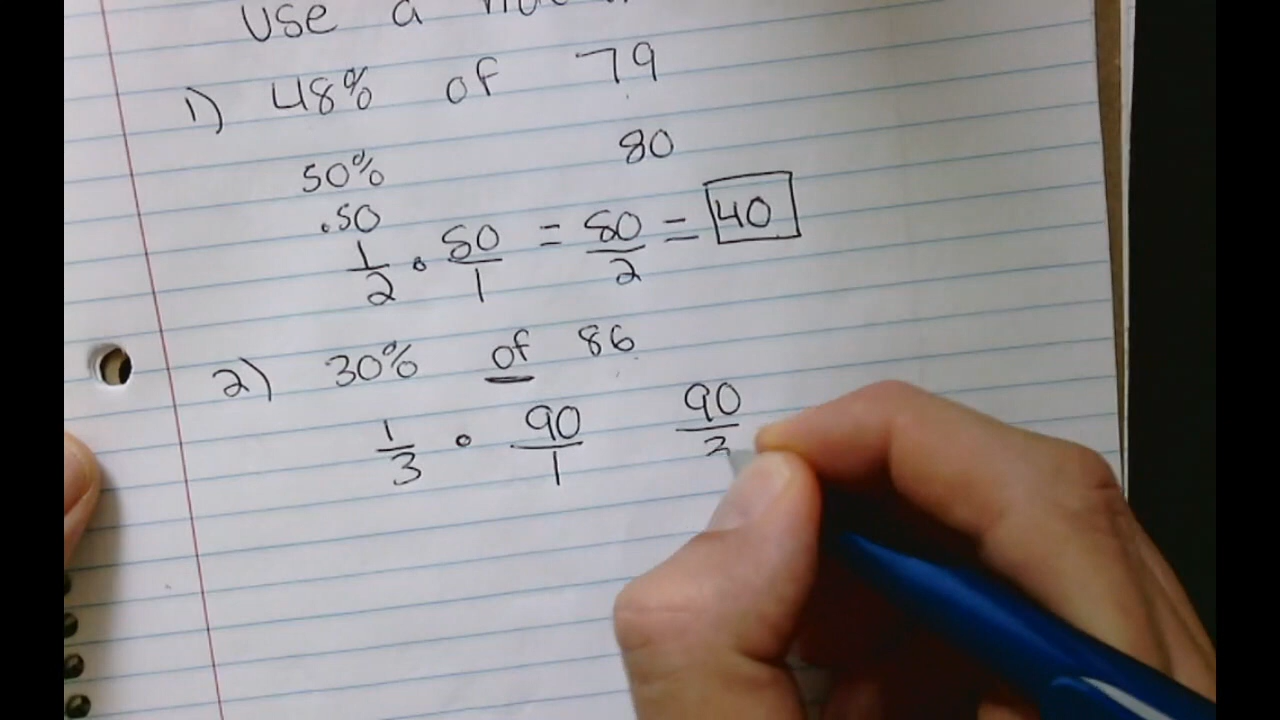 use a
1) 48% of 79
50% 80
.50
1/2 • 80/1 = 80/2 = 40
2) 30% of 86
1/3 • 90/1 90/3